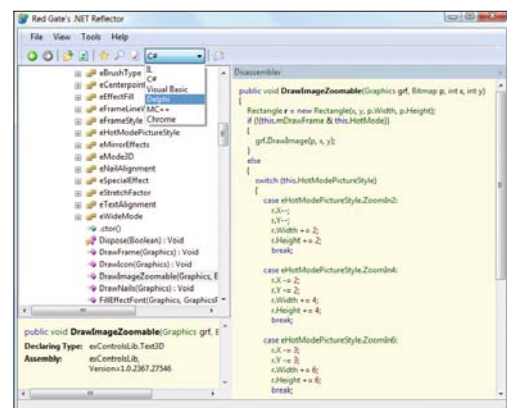 Red Gate's .NET Reflector
File View Tools Help
C#
IL
C#
Visual Basic
Delphi
MC++
Chrome
eBrushType
eCenterpoint
eEffectFill
eFrameLine
eFrameStyle
eHotModePictureStyle
eMirrorEffects
eMode3D
eNailAlignment
eSpecialEffect
eStretchFactor
eTextAlignment
eWideMode
.ctor()
Dispose(Boolean) : Void
DrawFrame(Graphics) : Void
DrawIcon(Graphics) : Void
DrawImageZoomable(Graphics, E
DrawNails(Graphics) : Void
FillEffectFont(Graphics, GraphicsF
public void DrawImageZoomable(Graphics grf, B
Declaring Type: exControlsLib.Text3D
Assembly: exControlsLib,
Version=1.0.2367.27546
Disassembler
public void DrawImageZoomable(Graphics grf, Bitmap p, int x, int y)
{
Rectangle r = new Rectangle(x, y, p.Width, p.Height);
if (!(this.mDrawFrame & this.HotMode))
{
grf.DrawImage(p, x, y);
}
else
{
switch (this.HotModePictureStyle)
{
case eHotModePictureStyle.ZoomIn2:
r.X--;
r.Y--;
r.Width += 2;
r.Height += 2;
break;
case eHotModePictureStyle.ZoomIn4:
r.X -= 2;
r.Y -= 2;
r.Width += 4;
r.Height += 4;
break;
case eHotModePictureStyle.ZoomIn6:
r.X -= 3;
r.Y -= 3;
r.Width += 6;
r.Height += 6;
break;